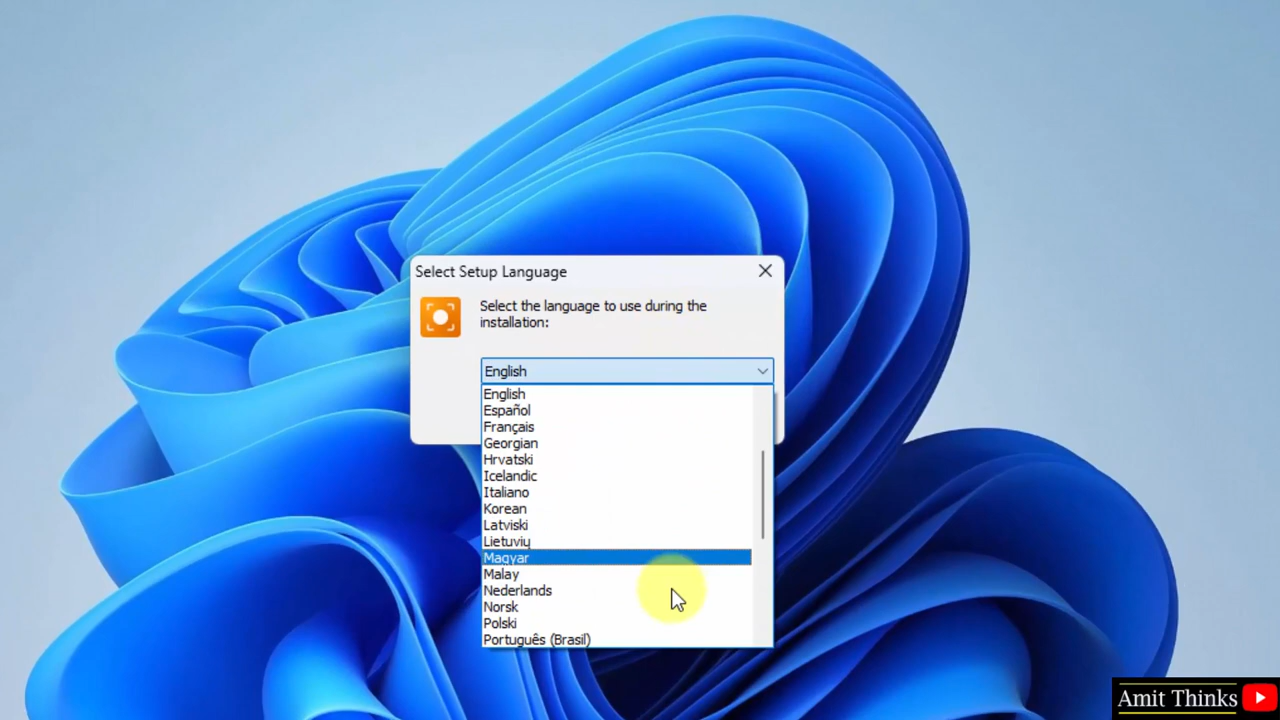 Select Setup Language
Select the language to use during the
installation:
English
English
Español
Français
Georgian
Hrvatski
Icelandic
Italiano
Korean
Latviski
Lietuvių
Magyar
Malay
Nederlands
Norsk
Polski
Português (Brasil)
Amit Thinks